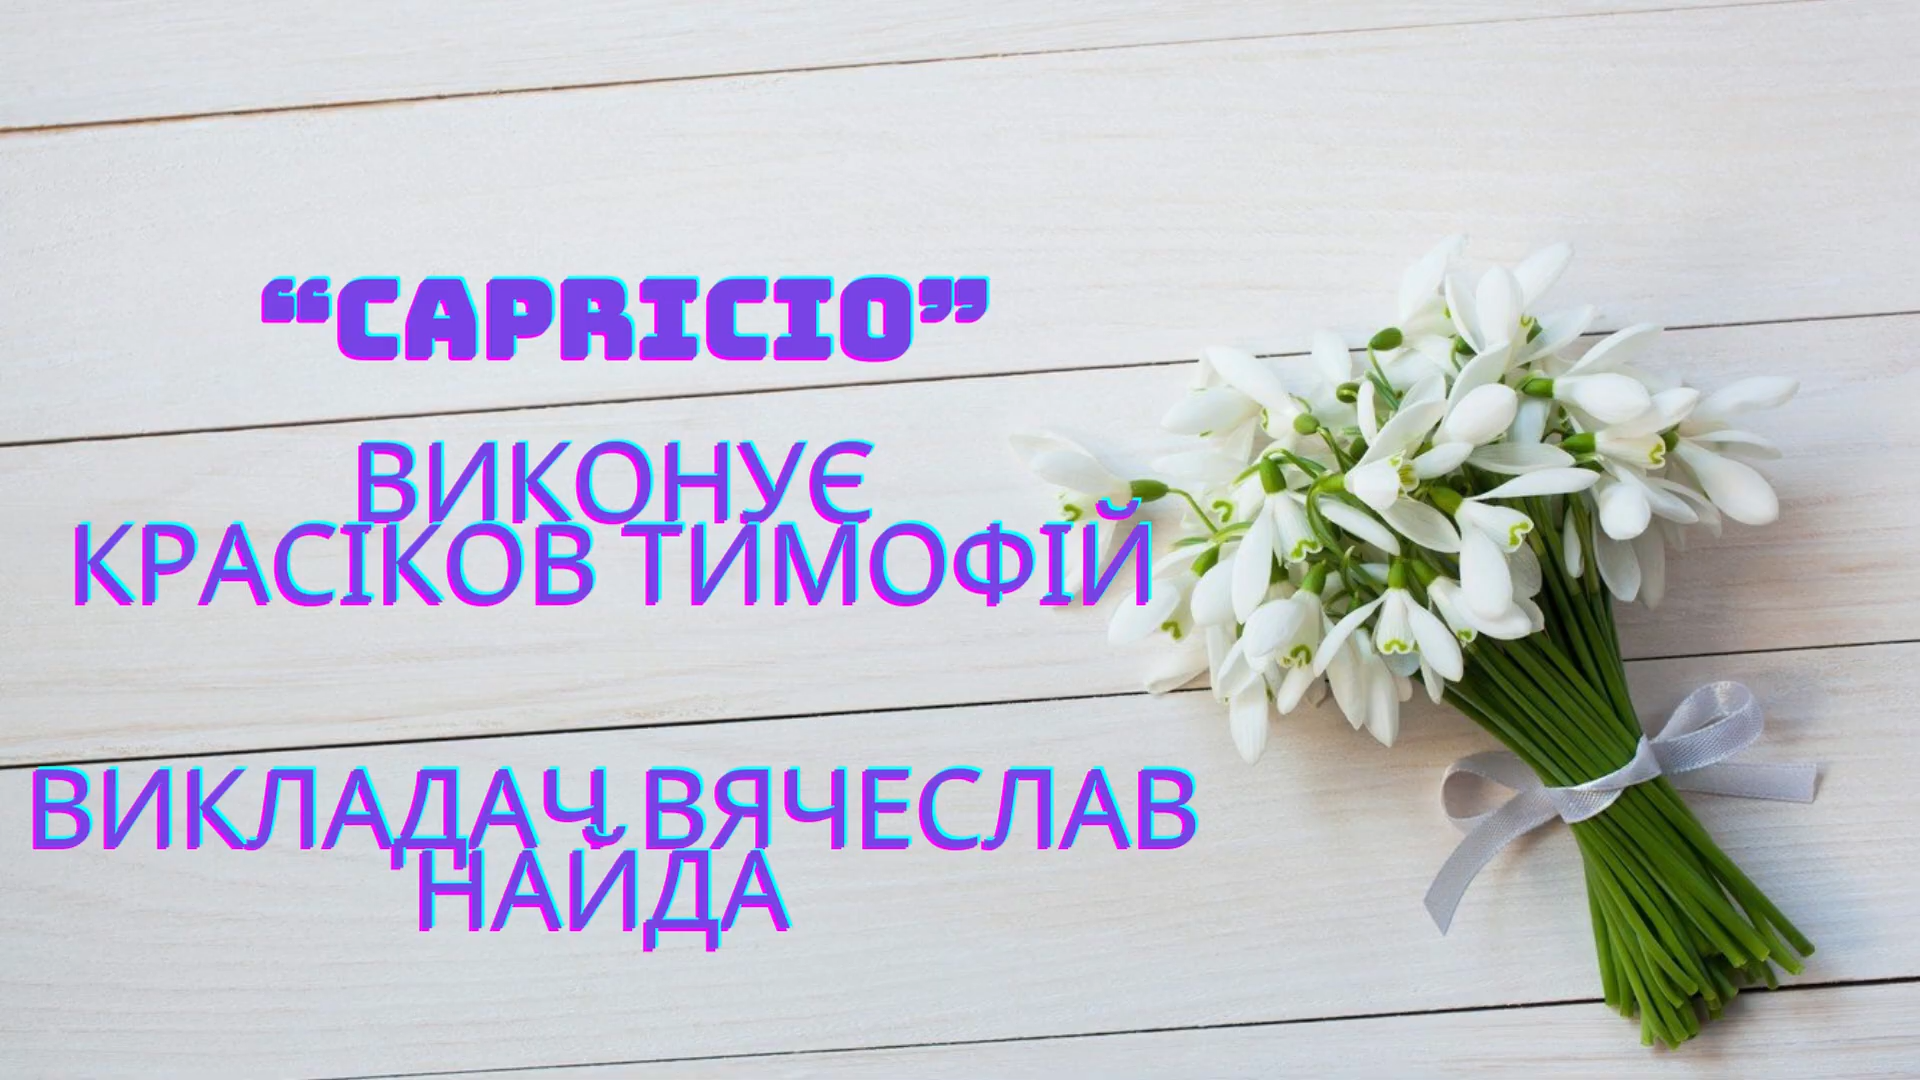 “CAPRICIO”
ВИКОНУЄ
КРАСІКОВ ТИМОФІЙ
ВИКЛАДАЧ ВЯЧЕСЛАВ
НАЙДА